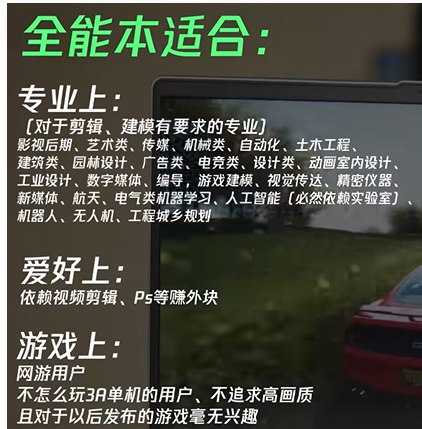 全能本适合：
专业上：
〔对于剪辑、建模有要求的专业〕
影视后期、艺术类、传媒、机械类、自动化、土木工程、
建筑类、园林设计、广告类、电竞类、设计类、动画室内设计、
工业设计、数字媒体、编导，游戏建模、视觉传达、精密仪器、
新媒体、航天、电气类机器学习、人工智能〔必然依赖实验室〕、
机器人、无人机、工程城乡规划
爱好上：
依赖视频剪辑、Ps等赚外块
游戏上：
网游用户
不怎么玩3A单机的用户、不追求高画质
且对于以后发布的游戏毫无兴趣